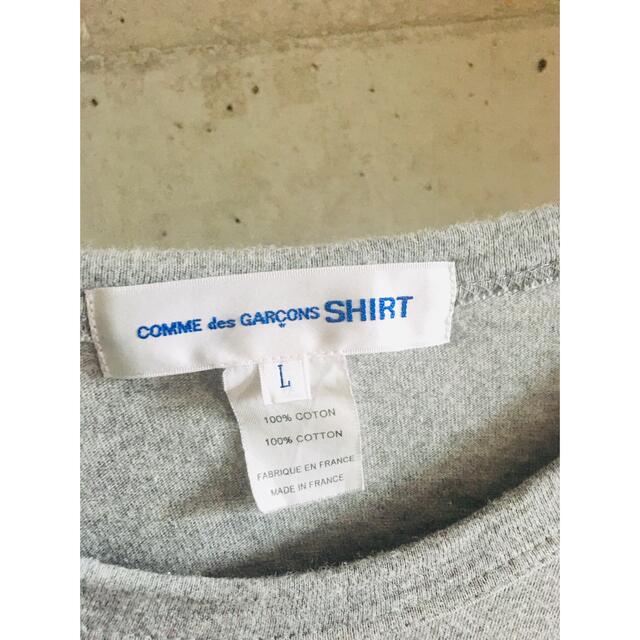 COMME des GARÇONS SHIRT
L
100% COTON
100% COTTON
FABRIQUE EN FRANCE
MADE IN FRANCE